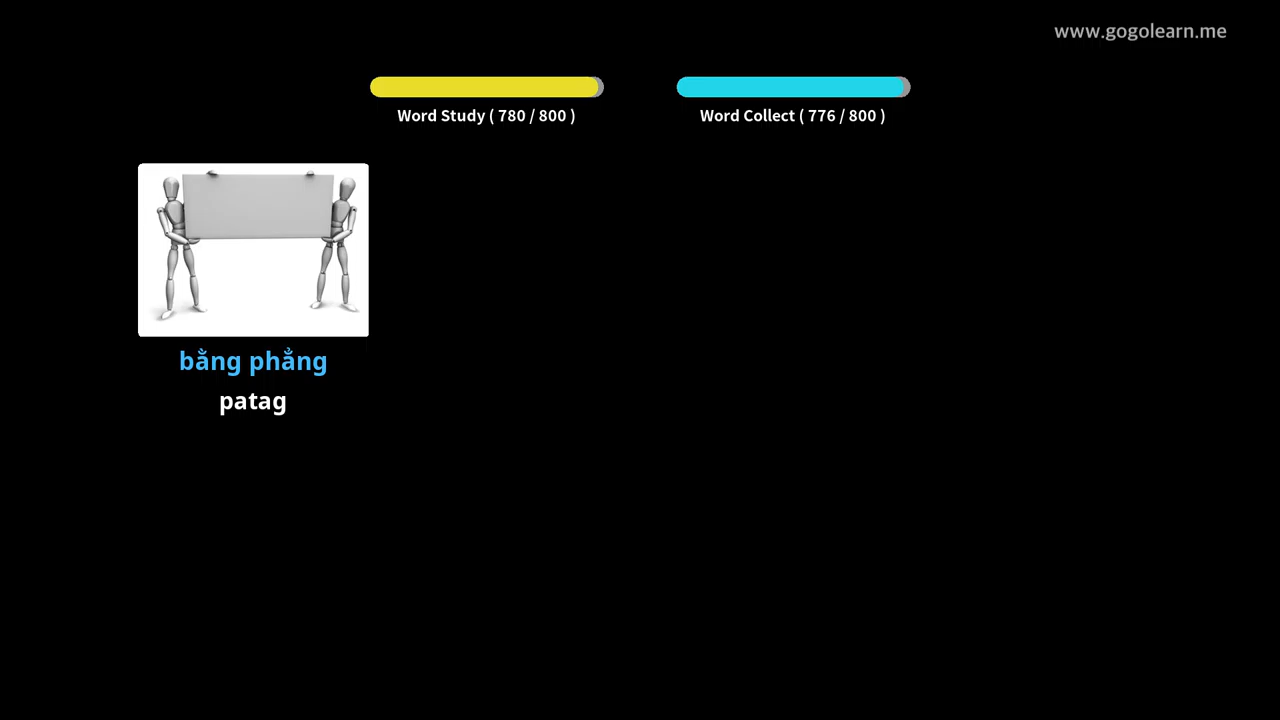 www.gogolearn.me
Word Study ( 780 / 800 )
Word Collect ( 776 / 800 )
bằng phẳng
patag